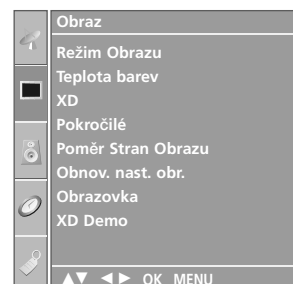 Obraz
Režim Obrazu
Teplota barev
XD
Pokročilé
Poměr Stran Obrazu
Obnov. nast. obr.
Obrazovka
XD Demo
▲▼ ◄► OK MENU